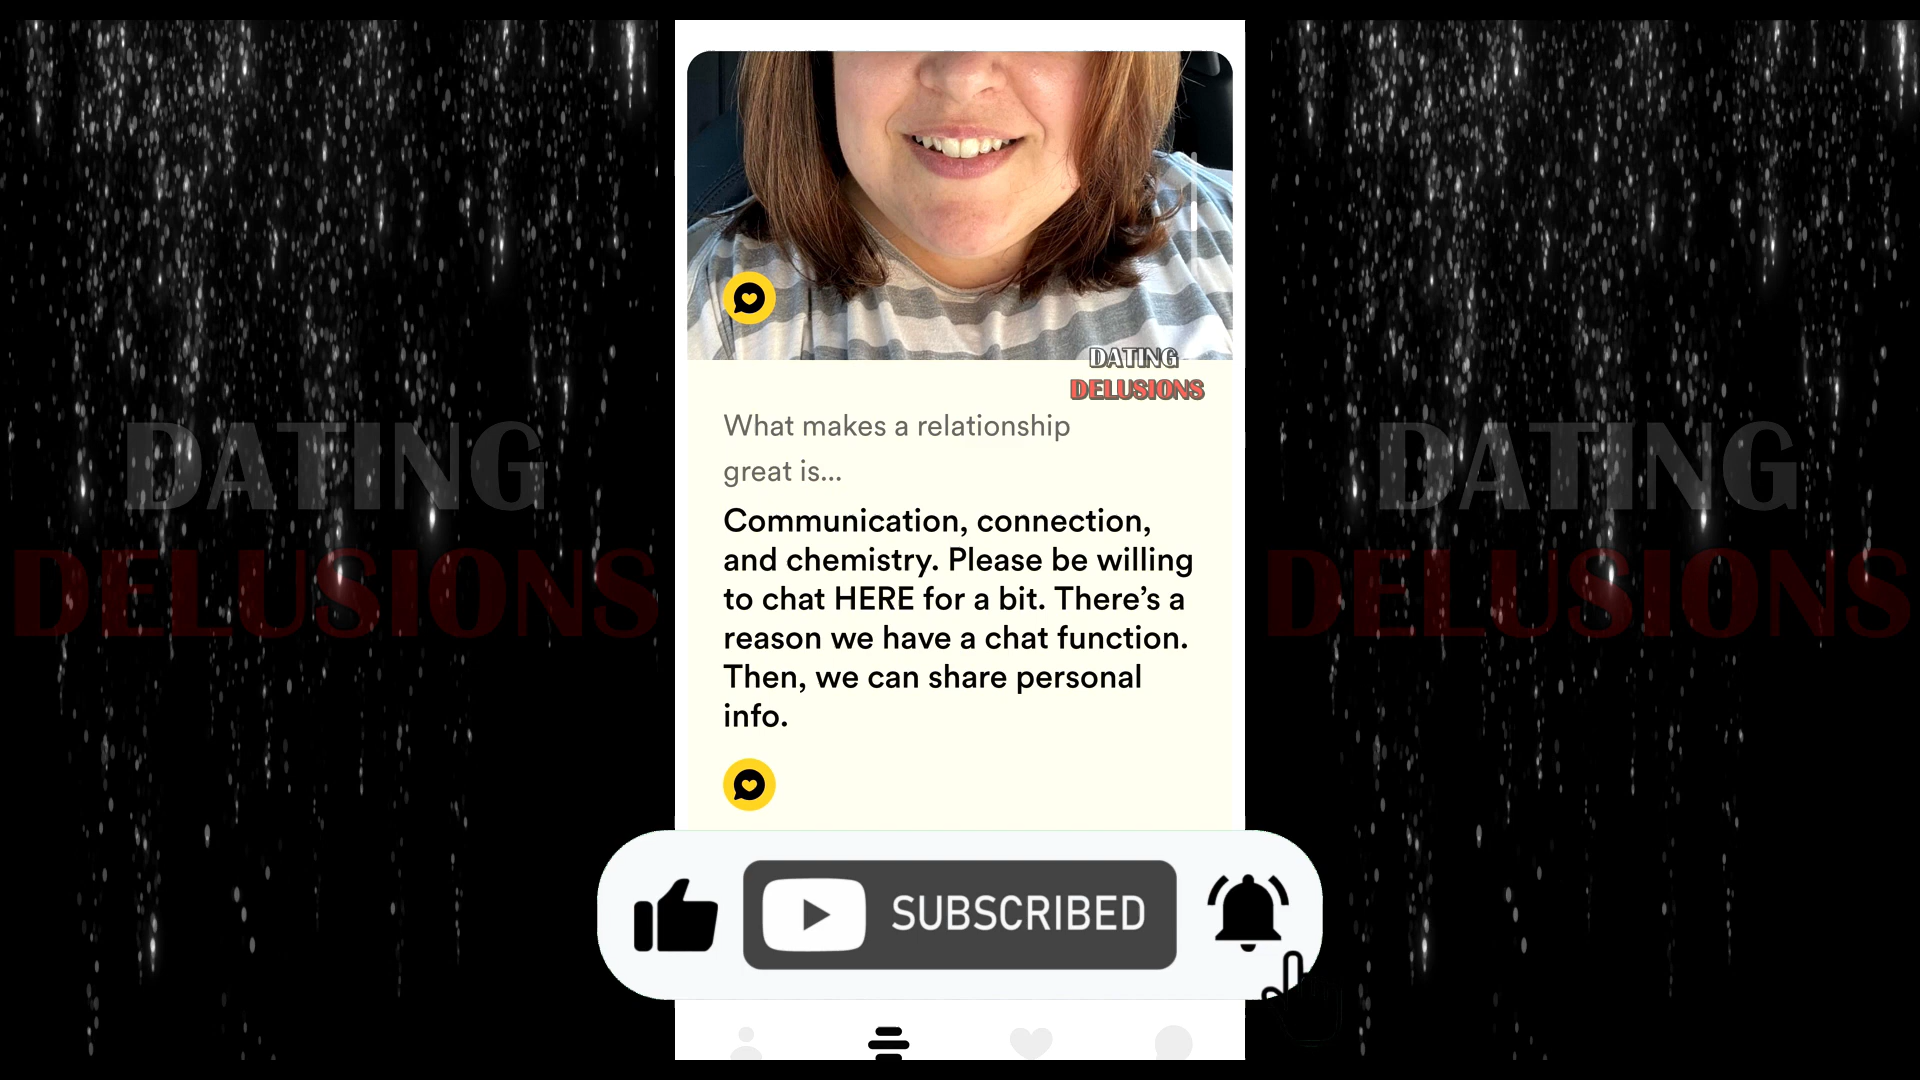 DATING
DELUSIONS
What makes a relationship
great is...
Communication, connection,
and chemistry. Please be willing
to chat HERE for a bit. There’s a
reason we have a chat function.
Then, we can share personal
info.
DATING
DELUSIONS
DATING
DELUSIONS
SUBSCRIBED